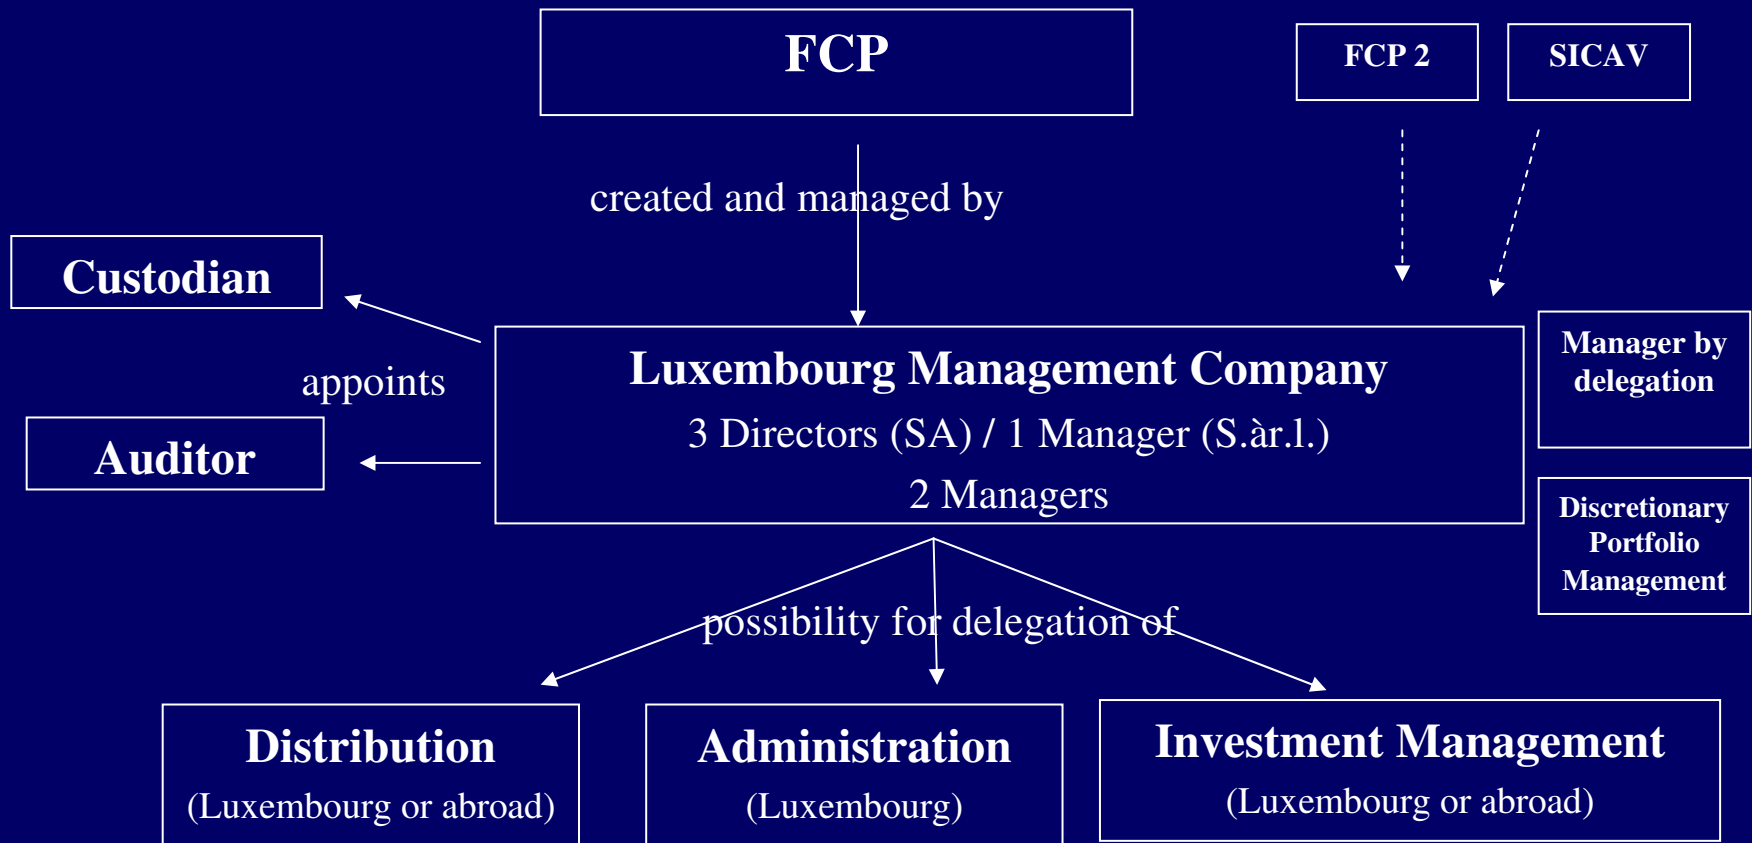 FCP
FCP 2
SICAV
created and managed by
Custodian
appoints
Auditor
Luxembourg Management Company
3 Directors (SA) / 1 Manager (S.àr.l.)
2 Managers
Manager by
delegation
Discretionary
Portfolio
Management
possibility for delegation of
Distribution
(Luxembourg or abroad)
Administration
(Luxembourg)
Investment Management
(Luxembourg or abroad)